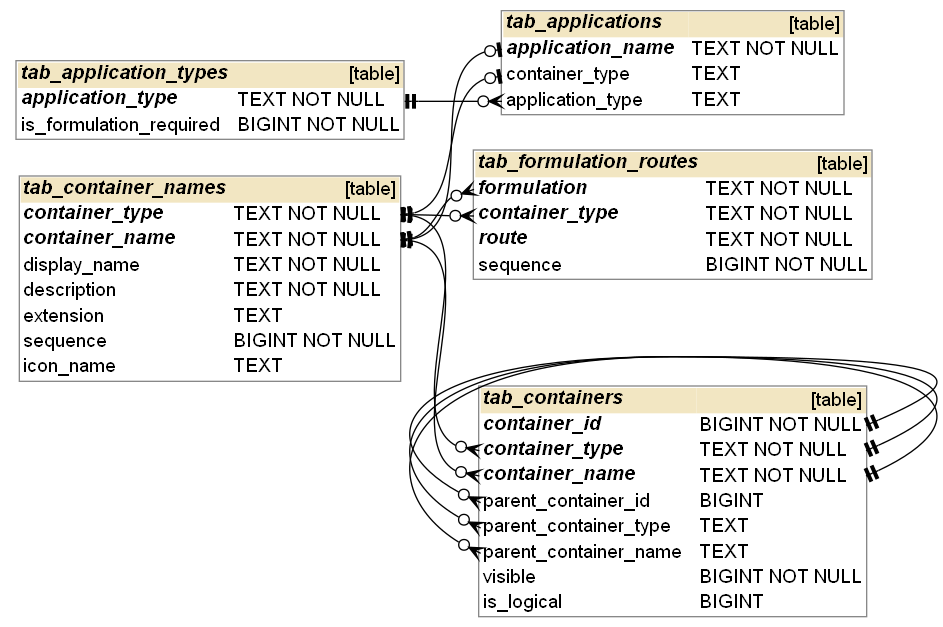 tab_applications [table]
application_name TEXT NOT NULL
container_type TEXT
application_type TEXT
tab_application_types [table]
application_type TEXT NOT NULL
is_formulation_required BIGINT NOT NULL
tab_formulation_routes [table]
formulation TEXT NOT NULL
container_type TEXT NOT NULL
route TEXT NOT NULL
sequence BIGINT NOT NULL
tab_container_names [table]
container_type TEXT NOT NULL
container_name TEXT NOT NULL
display_name TEXT NOT NULL
description TEXT NOT NULL
extension TEXT
sequence BIGINT NOT NULL
icon_name TEXT
tab_containers [table]
container_id BIGINT NOT NULL
container_type TEXT NOT NULL
container_name TEXT NOT NULL
parent_container_id BIGINT
parent_container_type TEXT
parent_container_name TEXT
visible BIGINT NOT NULL
is_logical BIGINT